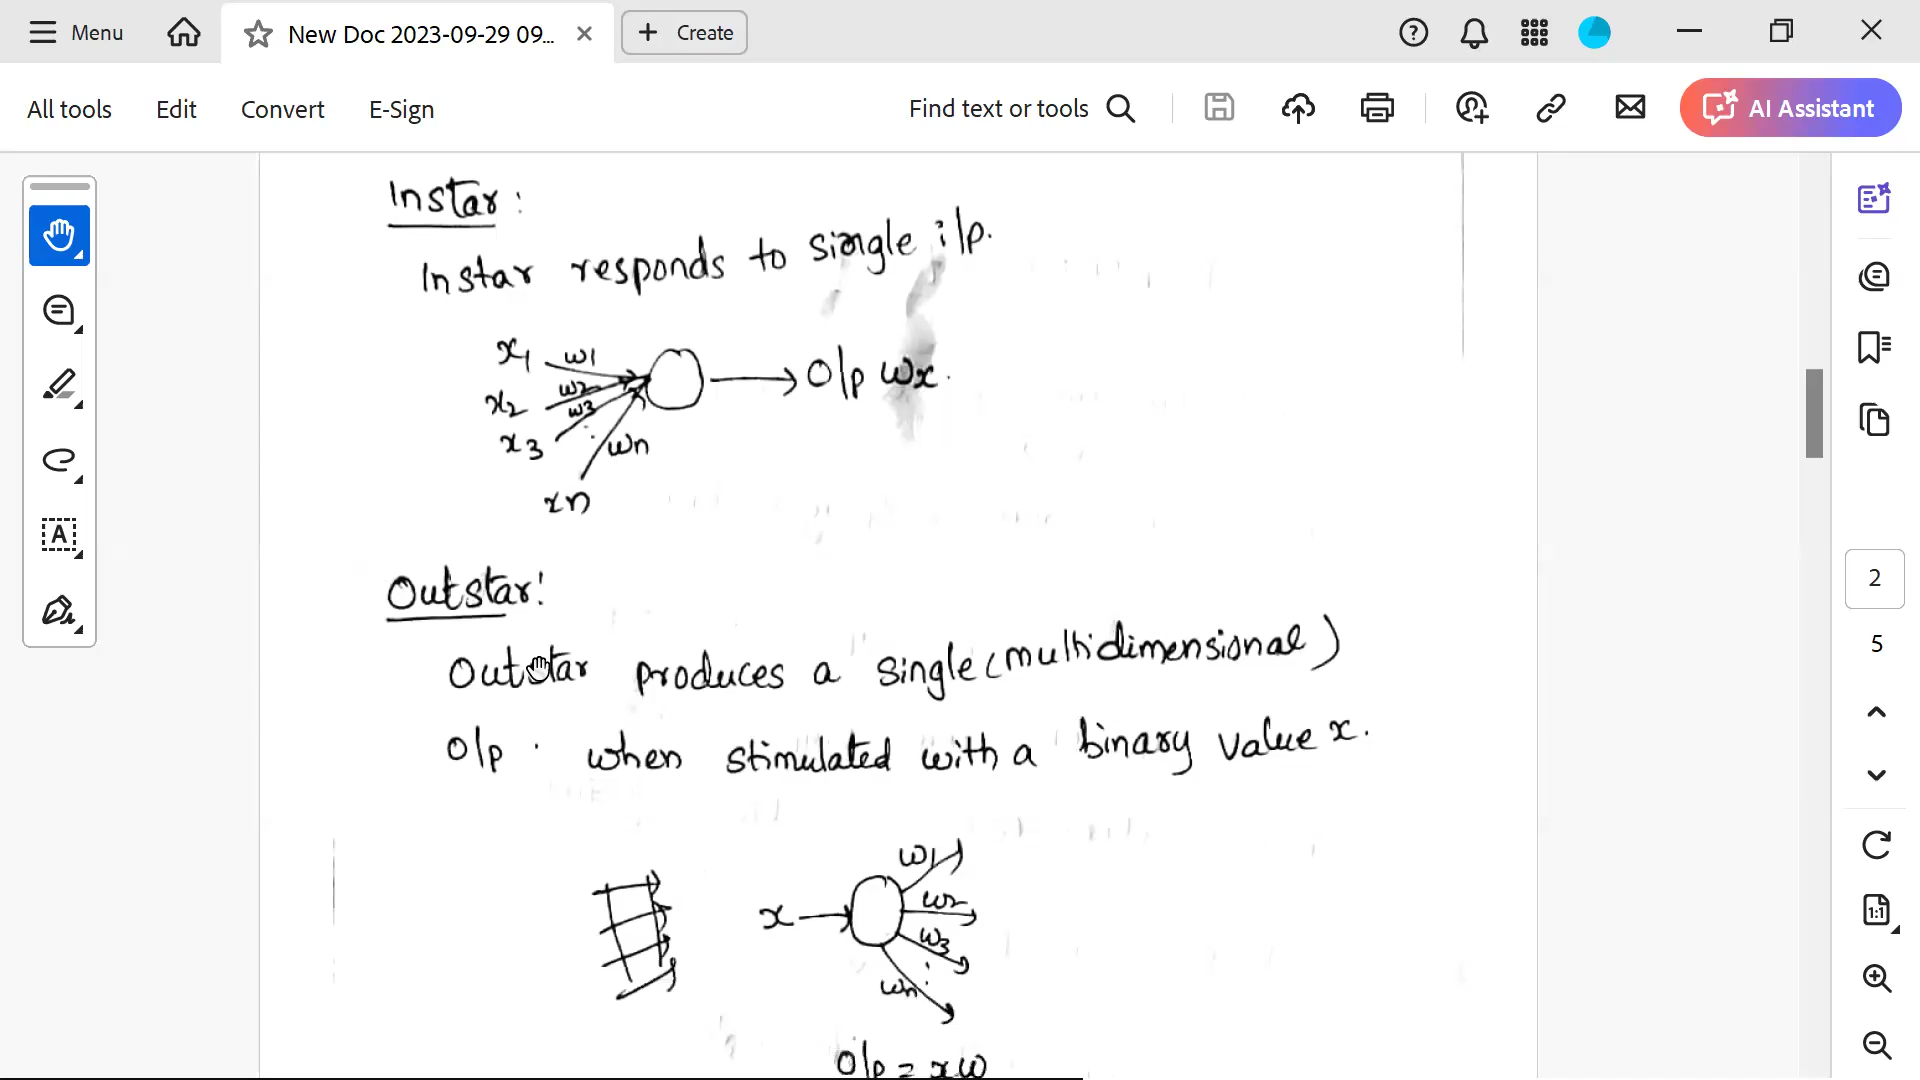 Menu
New Doc 2023-09-29 09...
Create
All tools
Edit
Convert
E-Sign
Find text or tools
AI Assistant
Instar:
Instar responds to single i/p.
x1 w1
x2 w2
x3 w3
xn wn
O/p wx.
Outstar:
Outstar produces a single (multidimensional)
O/p. when stimulated with a binary value x.
x
w1
w2
w3
wn
O/p = xw
A
2
5
1:1